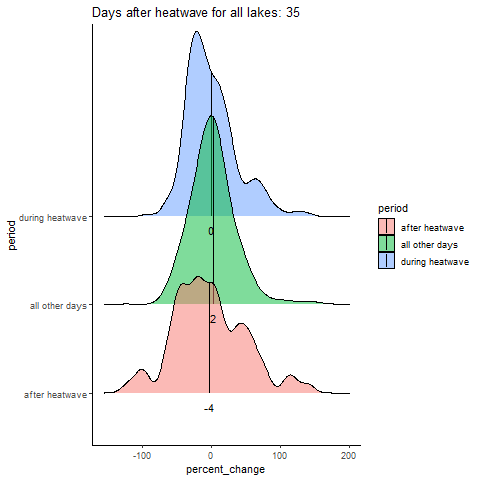 Days after heatwave for all lakes: 35
period
during heatwave
all other days
after heatwave
0
2
-4
-100
0
100
200
percent_change
period
after heatwave
all other days
during heatwave